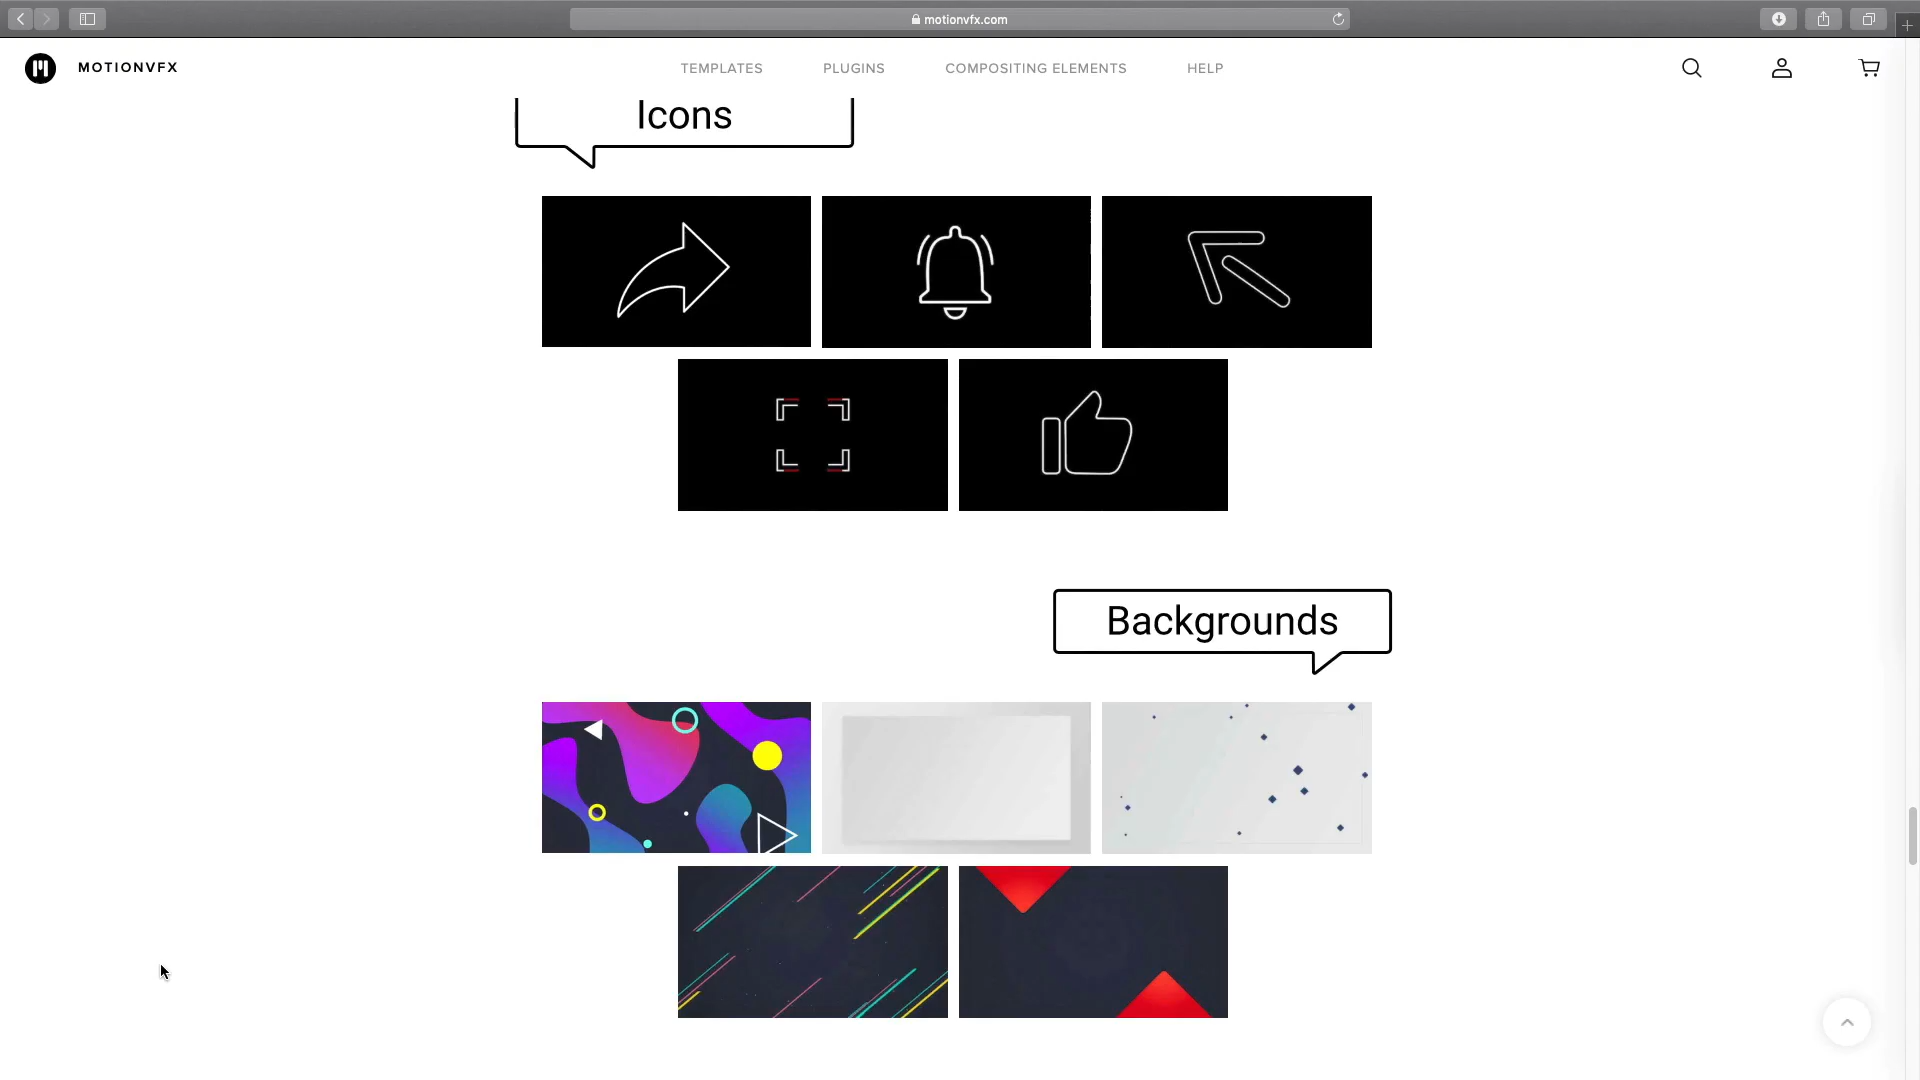 motionvfx.com
MOTIONVFX
TEMPLATES
PLUGINS
COMPOSITING ELEMENTS
HELP
Icons
Backgrounds